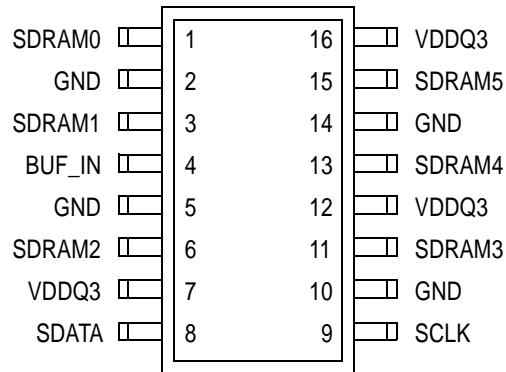 SDRAM0 1 16 VDDQ3
GND 2 15 SDRAM5
SDRAM1 3 14 GND
BUF_IN 4 13 SDRAM4
GND 5 12 VDDQ3
SDRAM2 6 11 SDRAM3
VDDQ3 7 10 GND
SDATA 8 9 SCLK